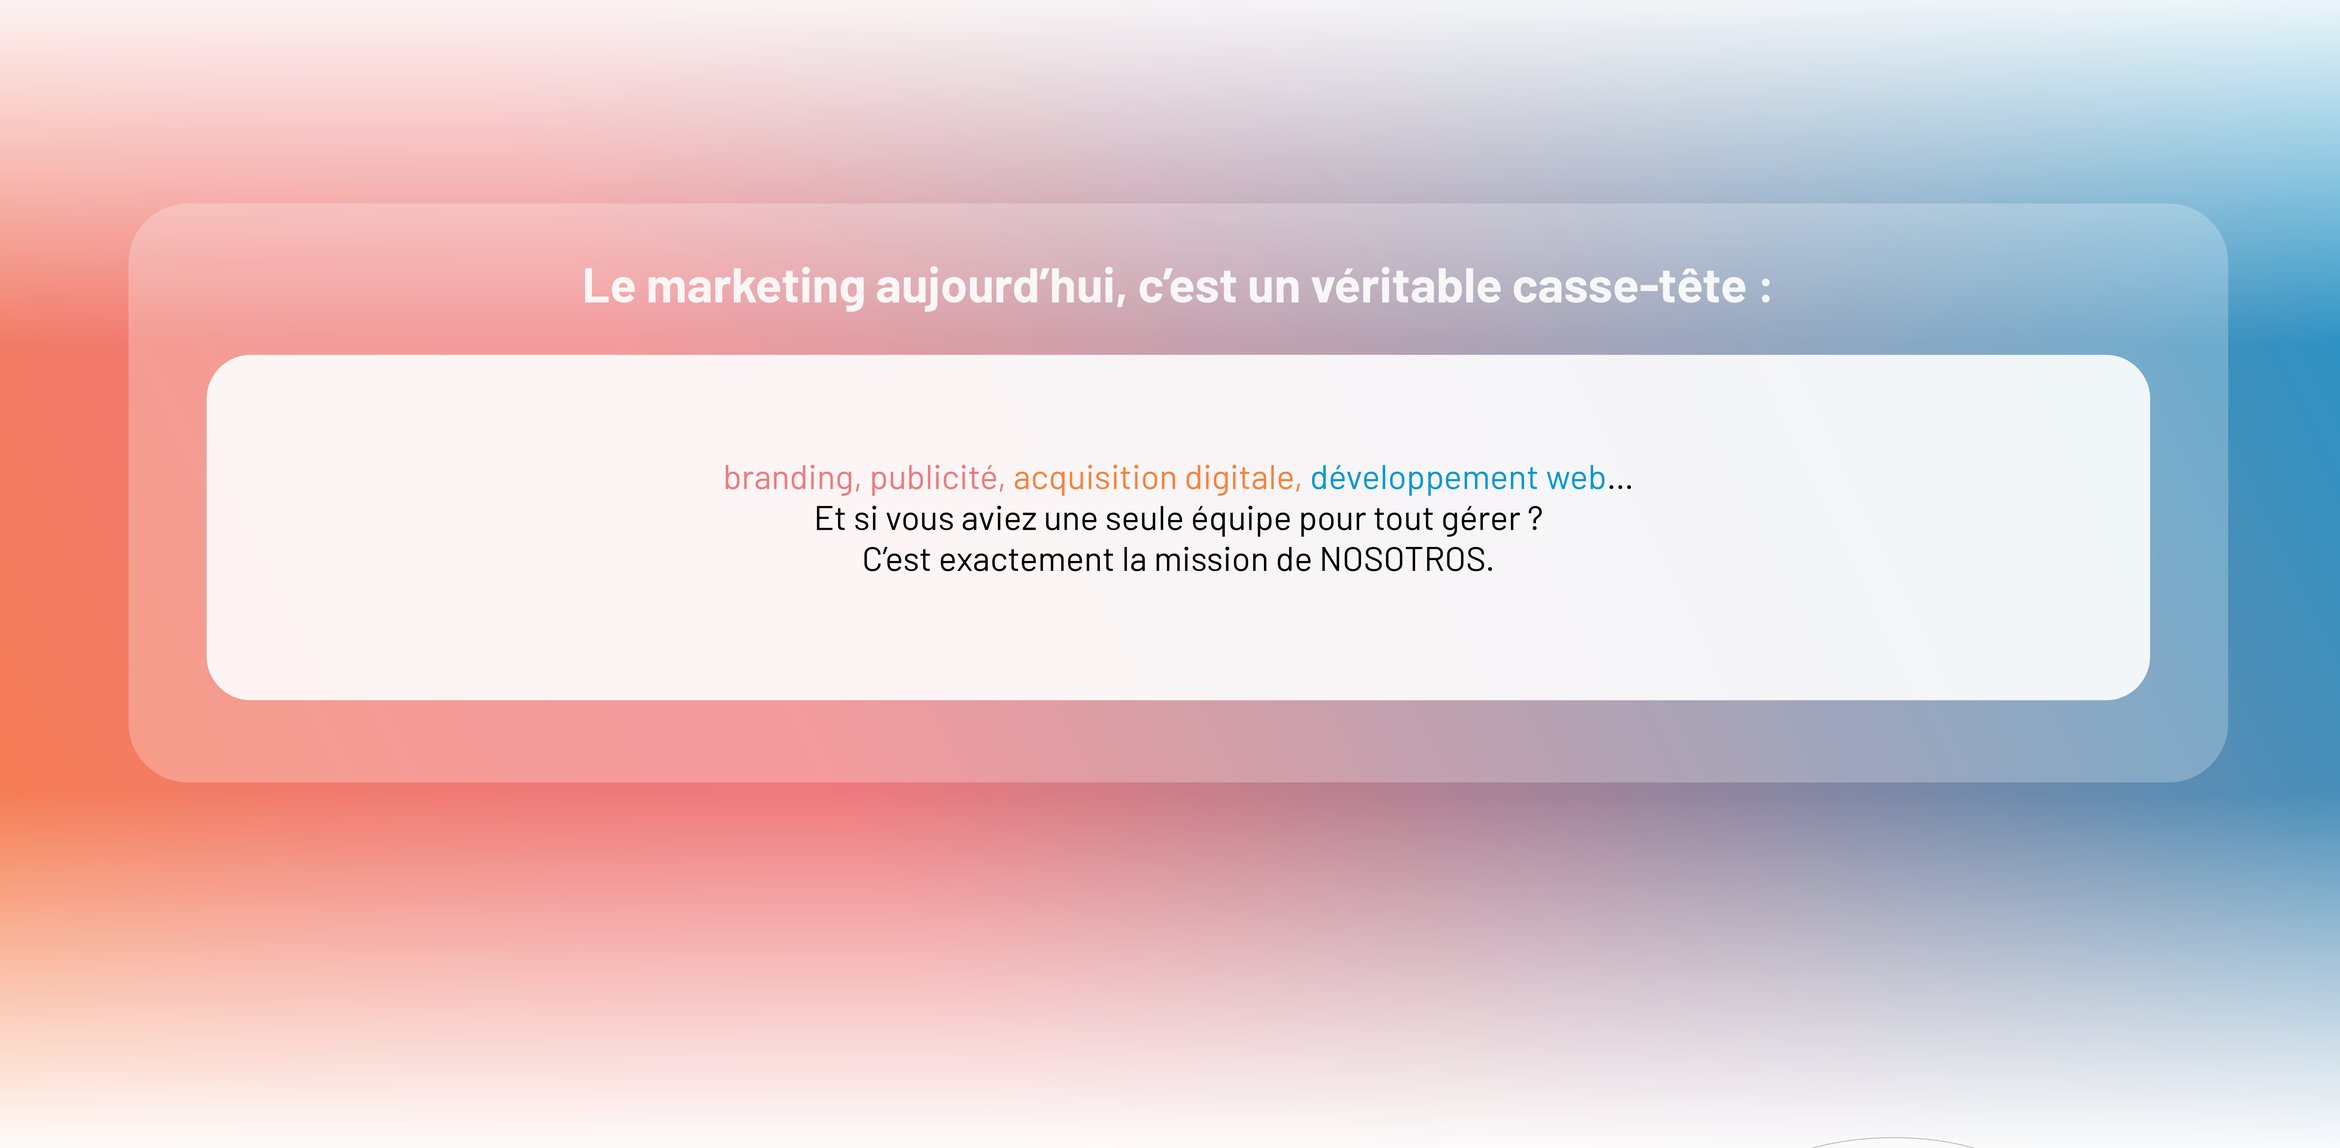 Le marketing aujourd’hui, c’est un véritable casse-tête :
branding, publicité, acquisition digitale, développement web...
Et si vous aviez une seule équipe pour tout gérer ?
C’est exactement la mission de NOSOTROS.